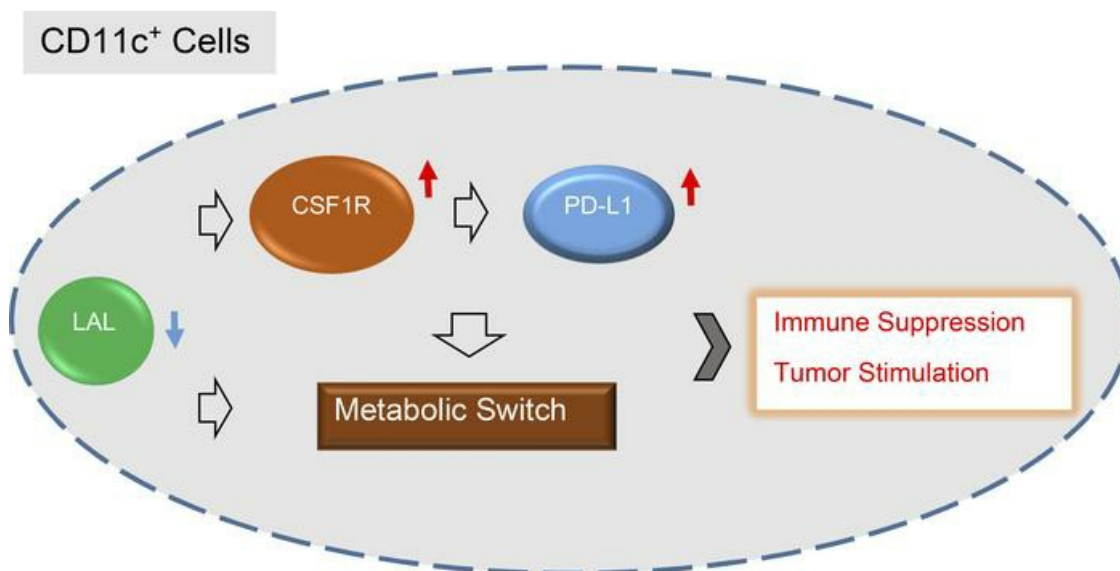 CD11c⁺ Cells
CSF1R
PD-L1
LAL
Immune Suppression
Tumor Stimulation
Metabolic Switch